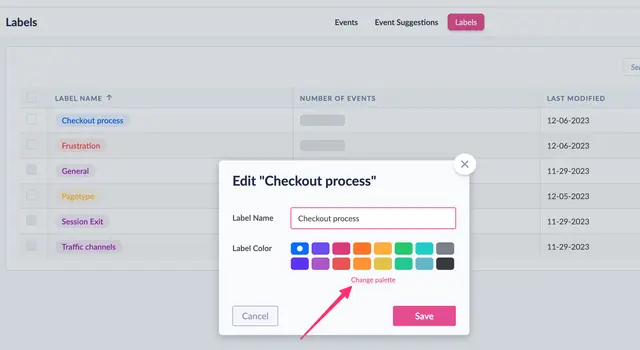 Labels
Events
Event Suggestions
Labels
Sea
LABEL NAME ↑
NUMBER OF EVENTS
LAST MODIFIED
Checkout process
12-06-2023
Frustration
12-06-2023
General
11-29-2023
Pagotype
12-05-2023
Session Exit
11-29-2023
Traffic channels
11-29-2023
Edit "Checkout process"
Label Name
Checkout process
Label Color
Change palette
Cancel
Save